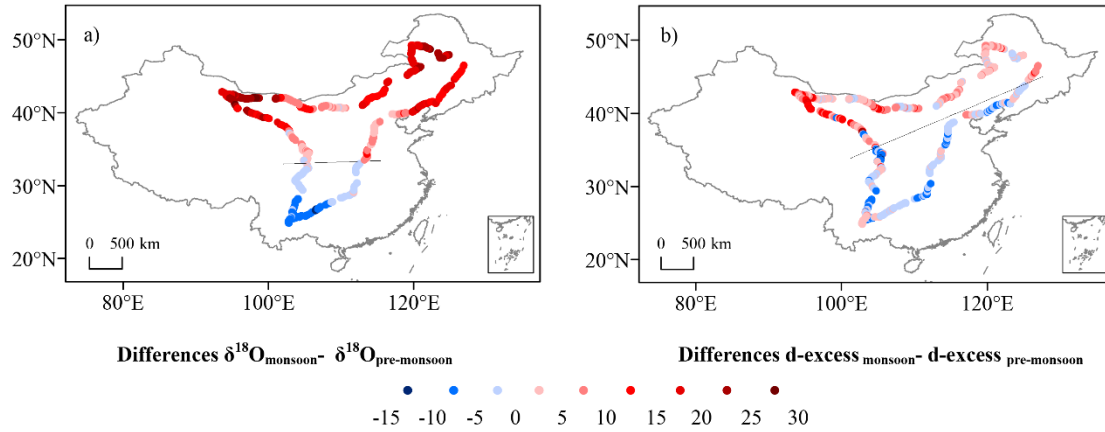 a)
50°N
40°N
30°N
20°N
0 500 km
80°E 100°E 120°E
b)
50°N
40°N
30°N
20°N
0 500 km
80°E 100°E 120°E
Differences δ¹⁸Omonsoon- δ¹⁸Opre-monsoon
Differences d-excess monsoon- d-excess pre-monsoon
-15 -10 -5 0 5 10 15 20 25 30